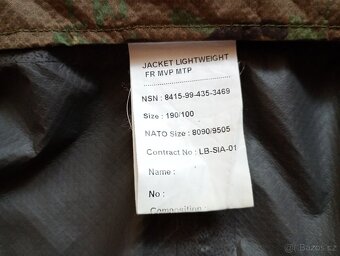 JACKET LIGHTWEIGHT
FR MVP MTP
NSN : 8415-99-435-3469
Size : 190/100
NATO Size : 8090/9505
Contract No : LB-SIA-01
Name :
No :
Composition
Bazos.cz